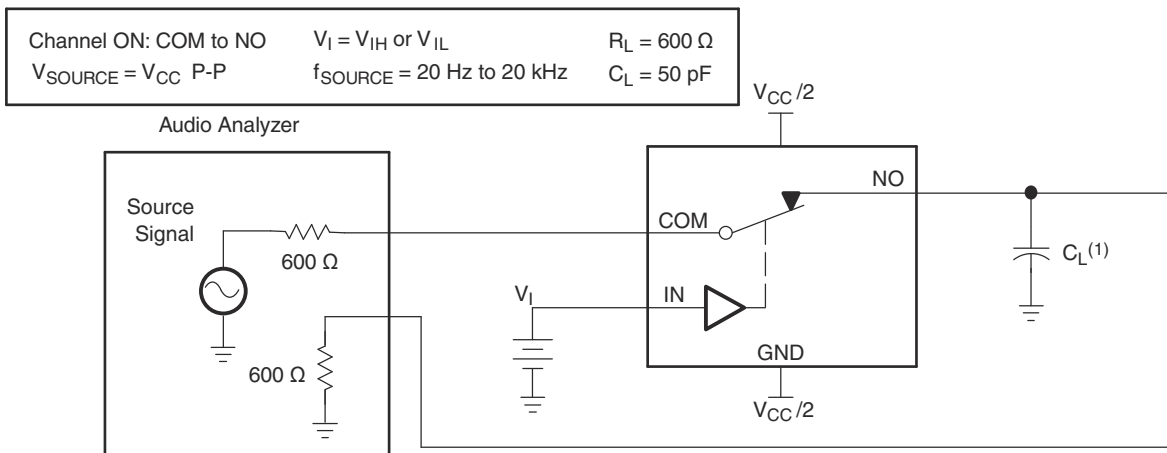 Channel ON: COM to NO
V_I = V_IH or V_IL
R_L = 600 Ω
V_SOURCE = V_CC P-P
f_SOURCE = 20 Hz to 20 kHz
C_L = 50 pF
Audio Analyzer
V_CC/2
NO
Source
Signal
COM
600 Ω
C_L(1)
V_I
IN
GND
600 Ω
V_CC/2